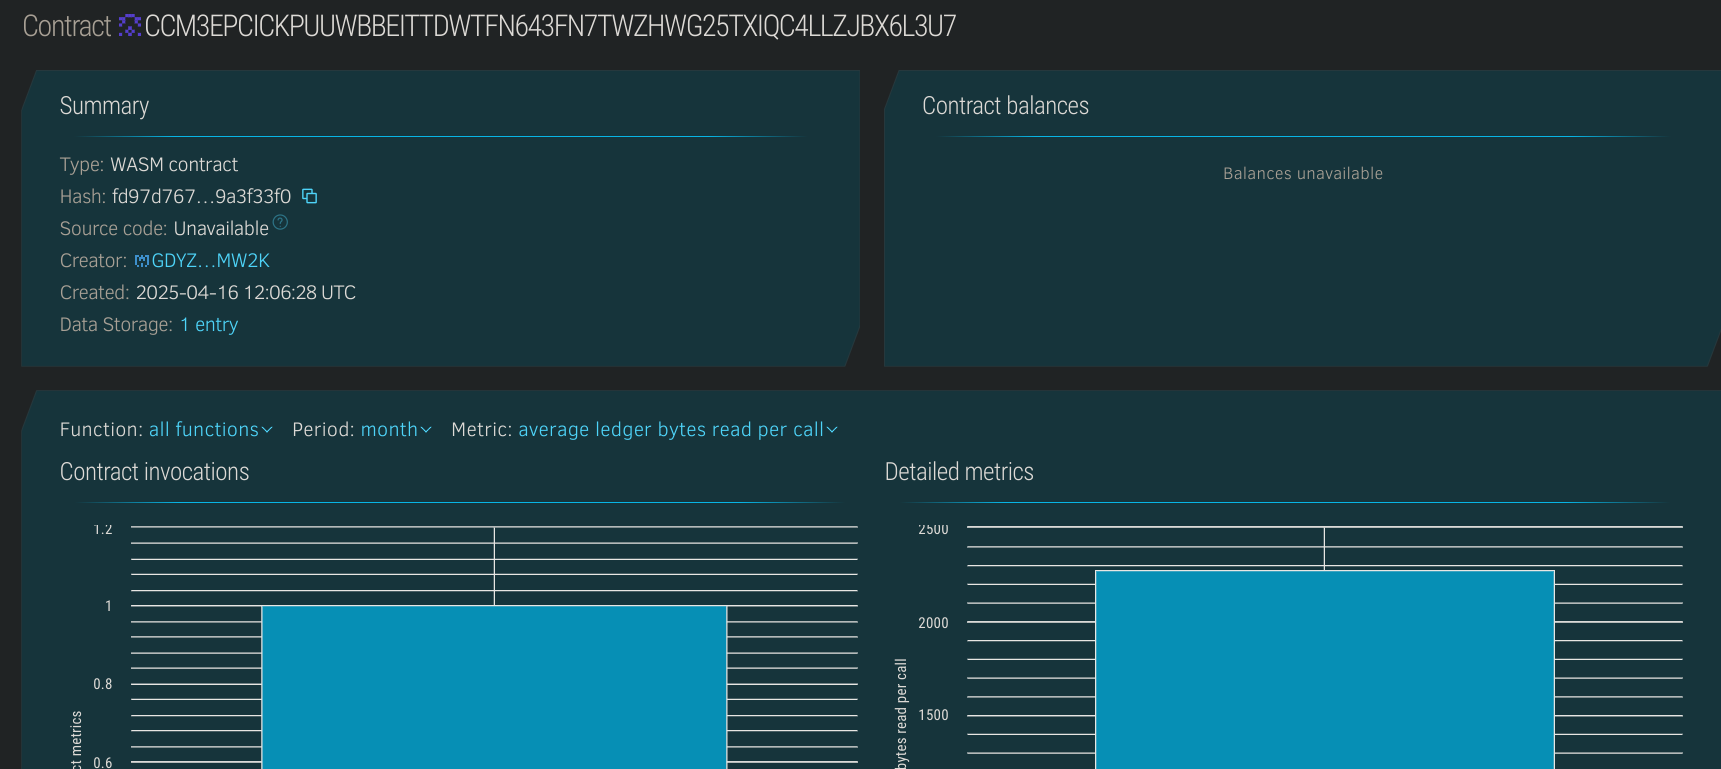 Contract CCM3EPCICKPUUWBBEITTDWTFN643FN7TWZHWG25TXIQC4LLZJBX6L3U7
Summary
Type: WASM contract
Hash: fd97d767...9a3f33f0
Source code: Unavailable ?
Creator: GDYZ...MW2K
Created: 2025-04-16 12:06:28 UTC
Data Storage: 1 entry
Contract balances
Balances unavailable
Function: all functions Period: month Metric: average ledger bytes read per call
Contract invocations
1.2
1
0.8
0.6
ct metrics
Detailed metrics
2500
2000
1500
bytes read per call